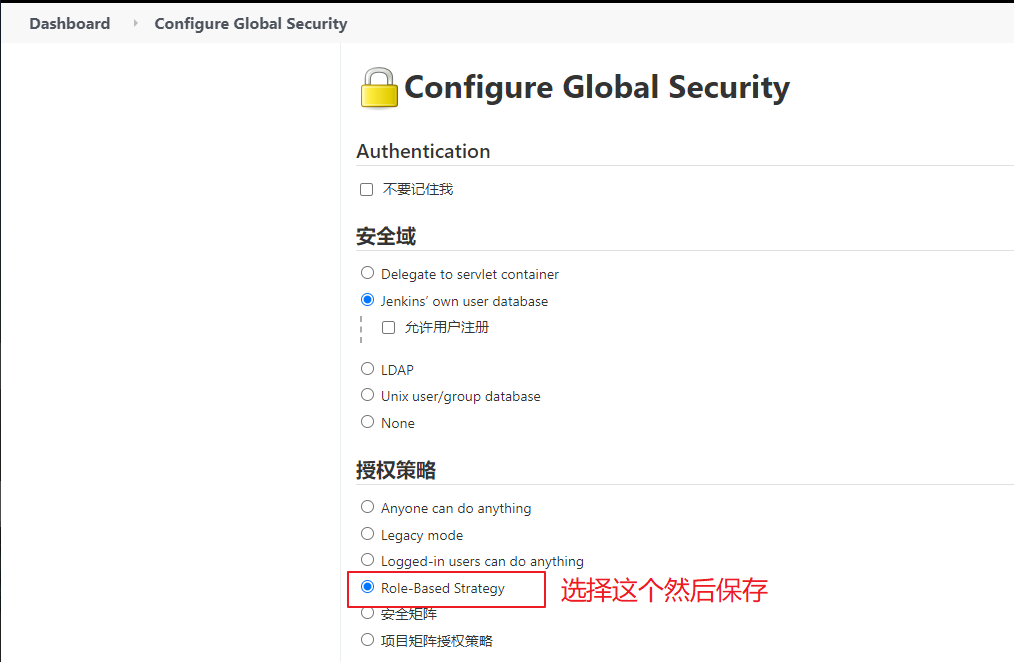 Dashboard Configure Global Security
Configure Global Security
Authentication
不要记住我
安全域
Delegate to servlet container
Jenkins’ own user database
允许用户注册
LDAP
Unix user/group database
None
授权策略
Anyone can do anything
Legacy mode
Logged-in users can do anything
Role-Based Strategy 选择这个然后保存
安全矩阵
项目矩阵授权策略